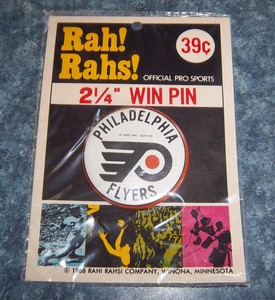 Rah!
Rahs!
39¢
OFFICIAL PRO SPORTS
2¼" WIN PIN
PHILADELPHIA
FLYERS
© 1968 RAH! RAHS! COMPANY, WINONA, MINNESOTA